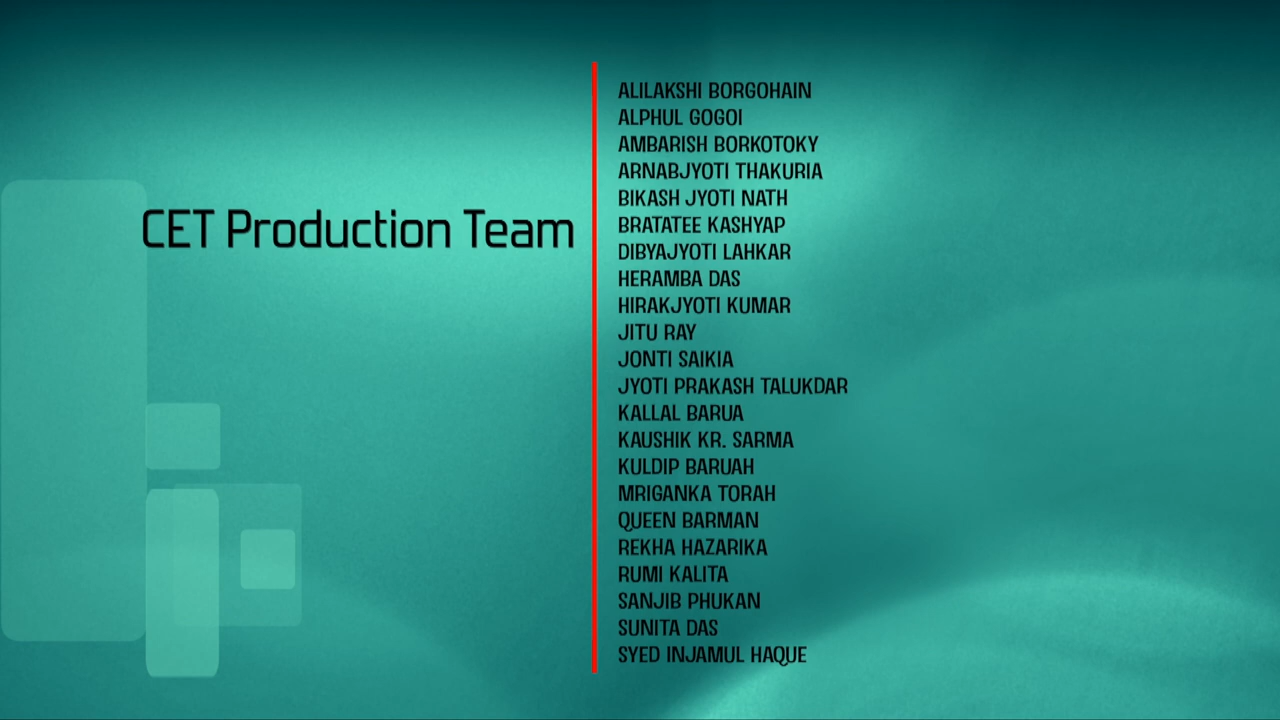 CET Production Team
ALILAKSHI BORGOHAIN
ALPHUL GOGOI
AMBARISH BORKOTOKY
ARNABJYOTI THAKURIA
BIKASH JYOTI NATH
BRATATEE KASHYAP
DIBYAJYOTI LAHKAR
HERAMBA DAS
HIRAKJYOTI KUMAR
JITU RAY
JONTI SAIKIA
JYOTI PRAKASH TALUKDAR
KALLAL BARUA
KAUSHIK KR. SARMA
KULDIP BARUAH
MRIGANKA TORAH
QUEEN BARMAN
REKHA HAZARIKA
RUMI KALITA
SANJIB PHUKAN
SUNITA DAS
SYED INJAMUL HAQUE